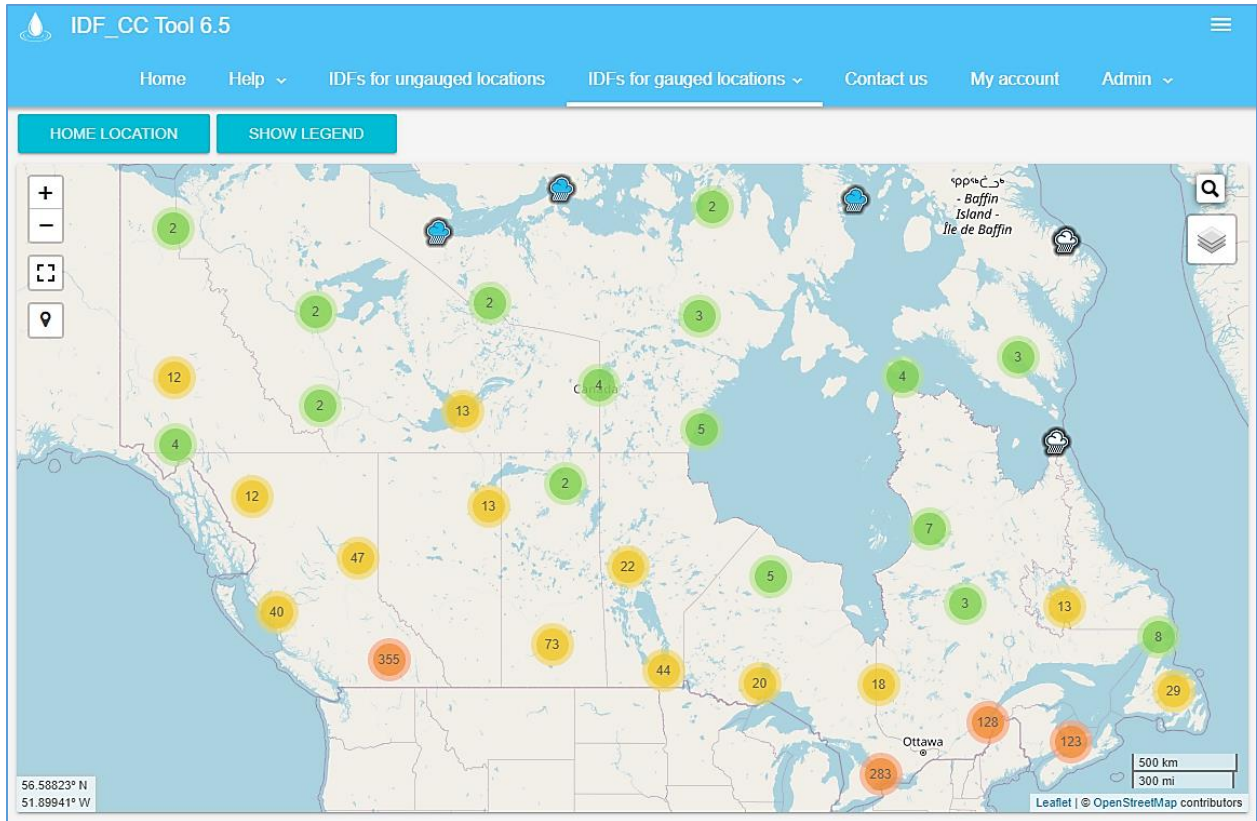 IDF_CC Tool 6.5
Home Help IDFs for ungauged locations IDFs for gauged locations Contact us My account Admin
HOME LOCATION SHOW LEGEND
+
−
ᕿᑭᖅᑖᓗᒃ
- Baffin
Island -
Île de Baffin
2
2
2
2
3
3
12
4
4
2
13
5
4
12
2
13
7
47
22
5
40
3
13
8
73
355
44
20
18
29
128
123
Ottawa
283
500 km
300 mi
56.58823° N
51.89941° W
Leaflet | © OpenStreetMap contributors